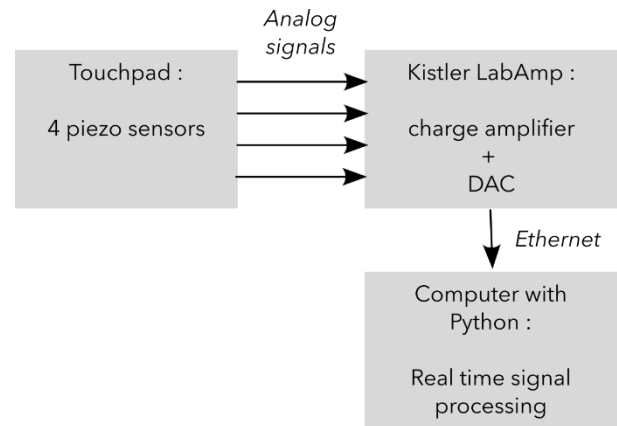 Analog
signals
Touchpad :
4 piezo sensors
Kistler LabAmp :
charge amplifier
+
DAC
Ethernet
Computer with
Python :
Real time signal
processing